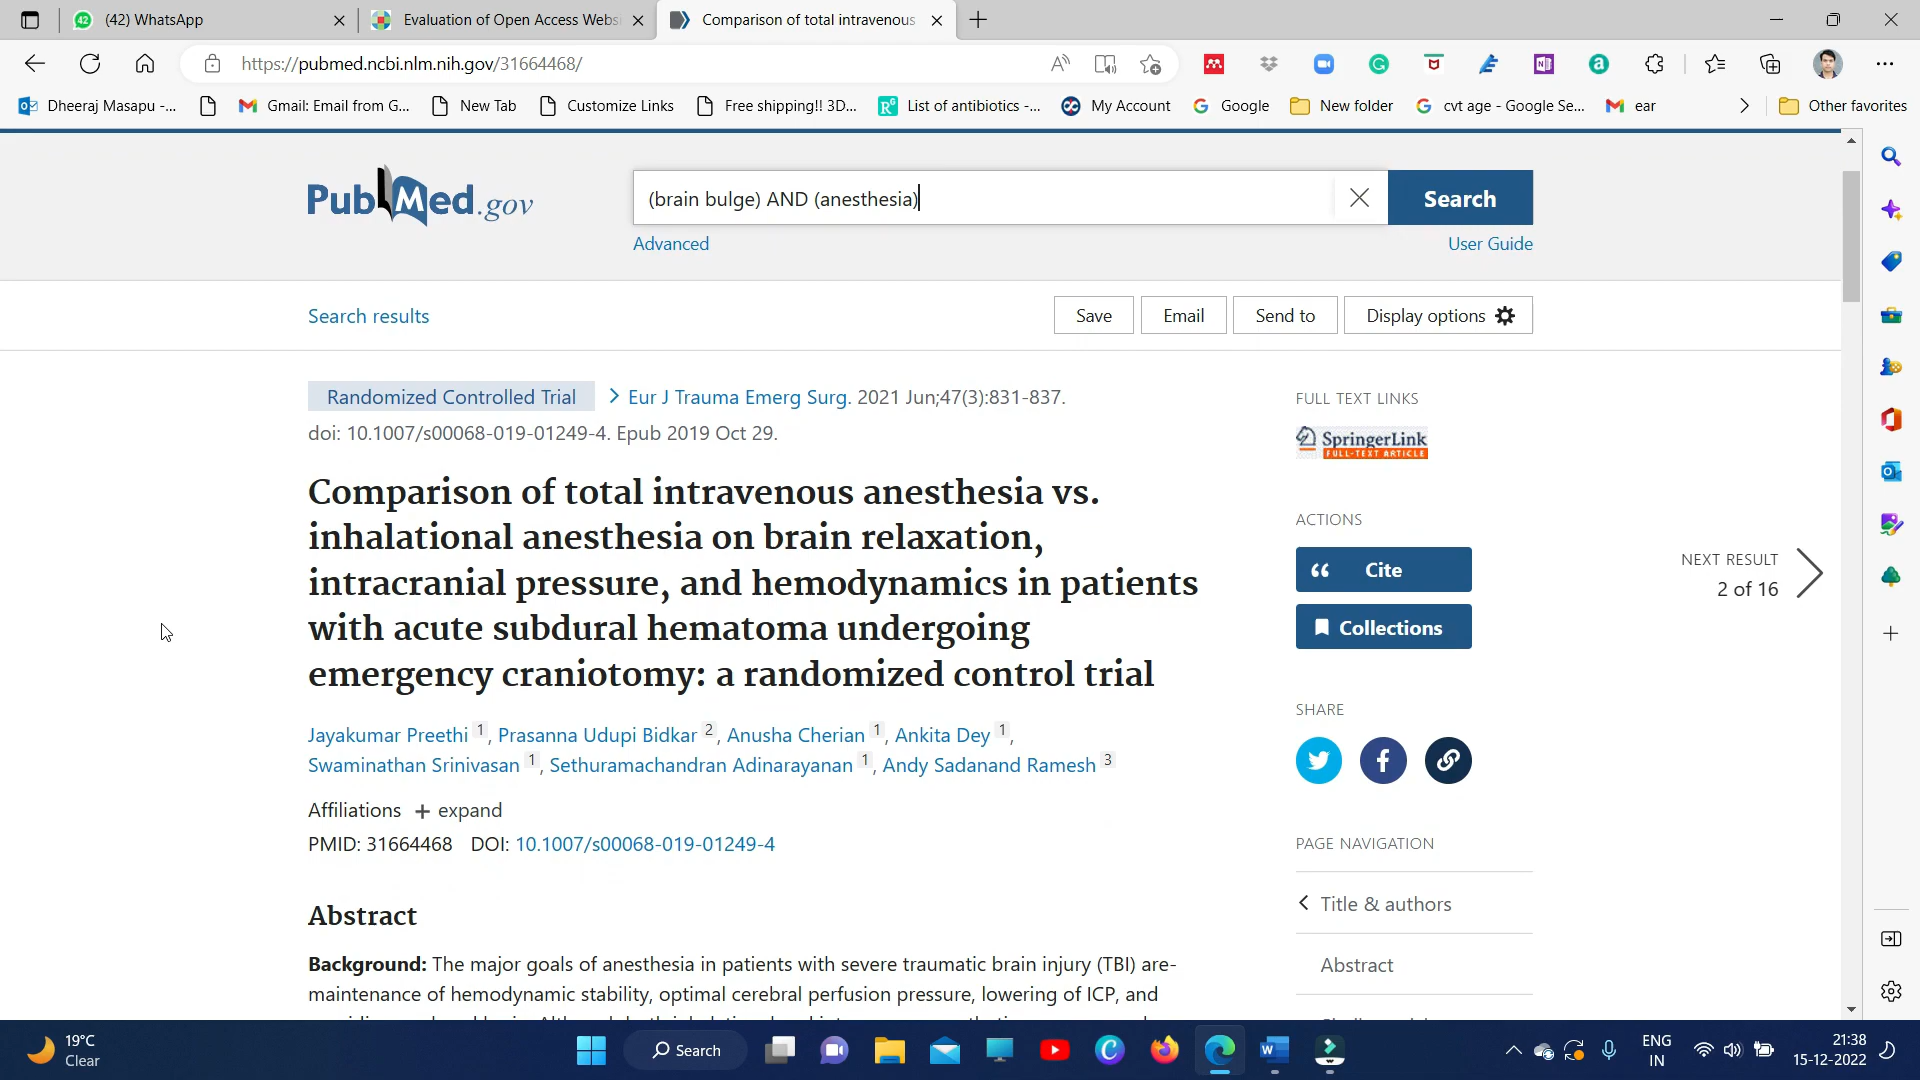 (42) WhatsApp
Evaluation of Open Access Webs
Comparison of total intravenous
https://pubmed.ncbi.nlm.nih.gov/31664468/
Dheeraj Masapu -...
Gmail: Email from G...
New Tab
Customize Links
Free shipping!! 3D...
List of antibiotics -...
My Account
Google
New folder
cvt age - Google Se...
ear
Other favorites
PubMed.gov
(brain bulge) AND (anesthesia)
Search
Advanced
User Guide
Search results
Save
Email
Send to
Display options
Randomized Controlled Trial
Eur J Trauma Emerg Surg. 2021 Jun;47(3):831-837.
doi: 10.1007/s00068-019-01249-4. Epub 2019 Oct 29.
Comparison of total intravenous anesthesia vs.
inhalational anesthesia on brain relaxation,
intracranial pressure, and hemodynamics in patients
with acute subdural hematoma undergoing
emergency craniotomy: a randomized control trial
Jayakumar Preethi 1, Prasanna Udupi Bidkar 2, Anusha Cherian 1, Ankita Dey 1,
Swaminathan Srinivasan 1, Sethuramachandran Adinarayanan 1, Andy Sadanand Ramesh 3
Affiliations + expand
PMID: 31664468 DOI: 10.1007/s00068-019-01249-4
Abstract
Background: The major goals of anesthesia in patients with severe traumatic brain injury (TBI) are-
maintenance of hemodynamic stability, optimal cerebral perfusion pressure, lowering of ICP, and
FULL TEXT LINKS
SpringerLink
FULL-TEXT ARTICLE
ACTIONS
Cite
Collections
SHARE
PAGE NAVIGATION
Title & authors
Abstract
NEXT RESULT
2 of 16
19°C
Clear
Search
ENG
IN
21:38
15-12-2022